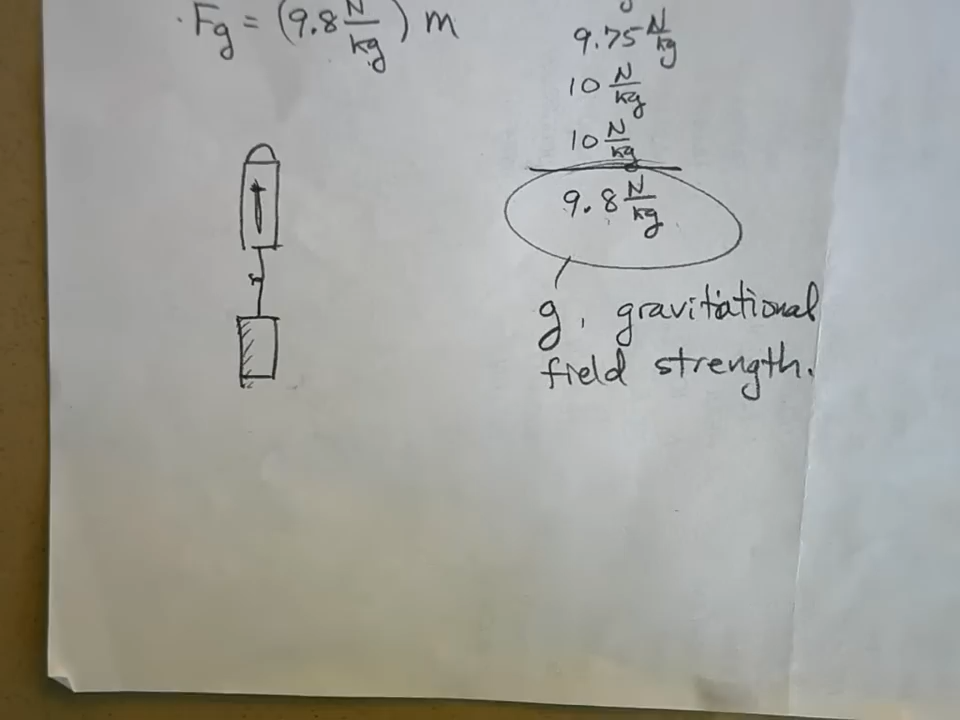 · Fg = (9.8 N/kg) m
9.75 N/kg
10 N/kg
10 N/kg
9.8 N/kg
g, gravitational
field strength.